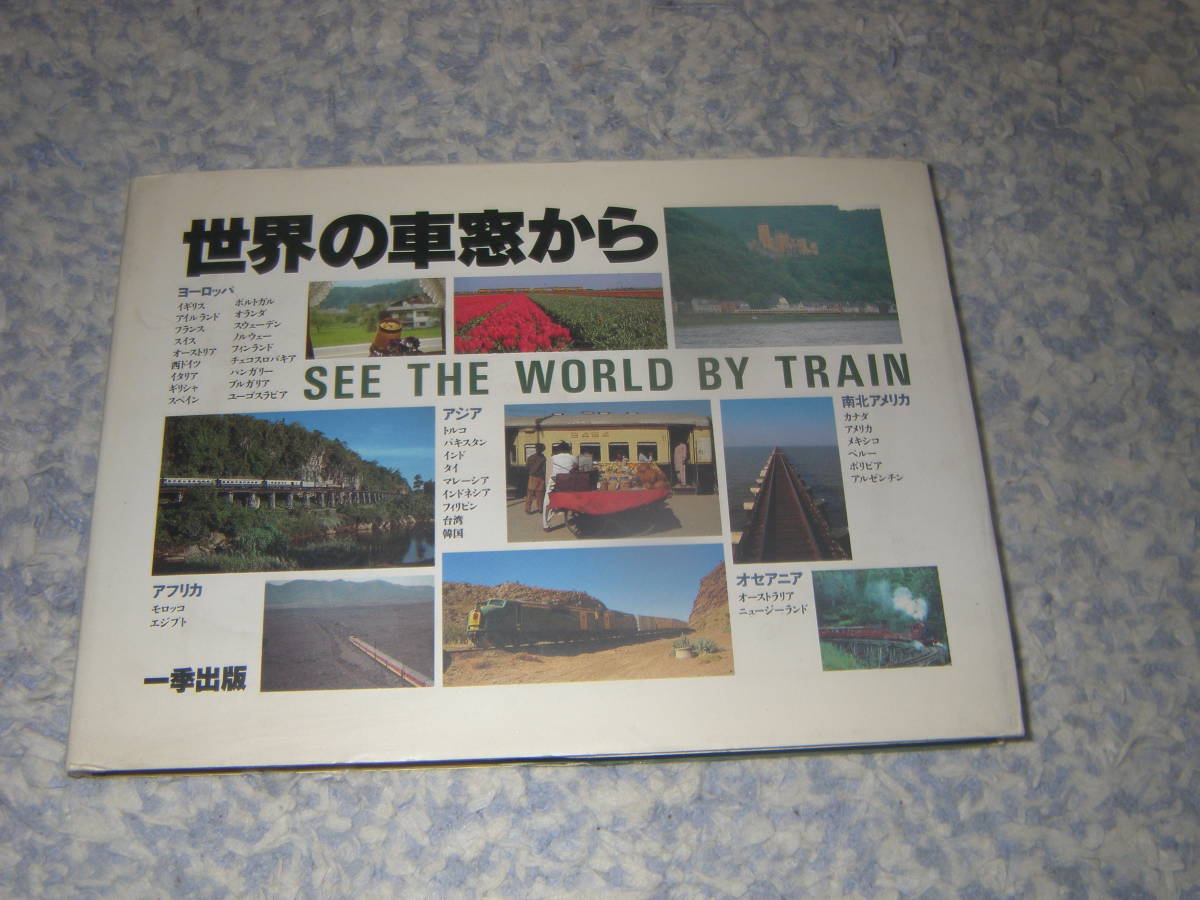 世界の車窓から
ヨーロッパ
イギリス
アイルランド
フランス
スイス
オーストリア
西ドイツ
イタリア
ギリシャ
スペイン
ポルトガル
オランダ
スウェーデン
ノルウェー
フィンランド
チェコスロバキア
ハンガリー
ブルガリア
ユーゴスラビア
SEE THE WORLD BY TRAIN
アジア
トルコ
パキスタン
インド
タイ
マレーシア
インドネシア
フィリピン
台湾
韓国
南北アメリカ
カナダ
アメリカ
メキシコ
ペルー
ボリビア
アルゼンチン
アフリカ
モロッコ
エジプト
オセアニア
オーストラリア
ニュージーランド
一季出版